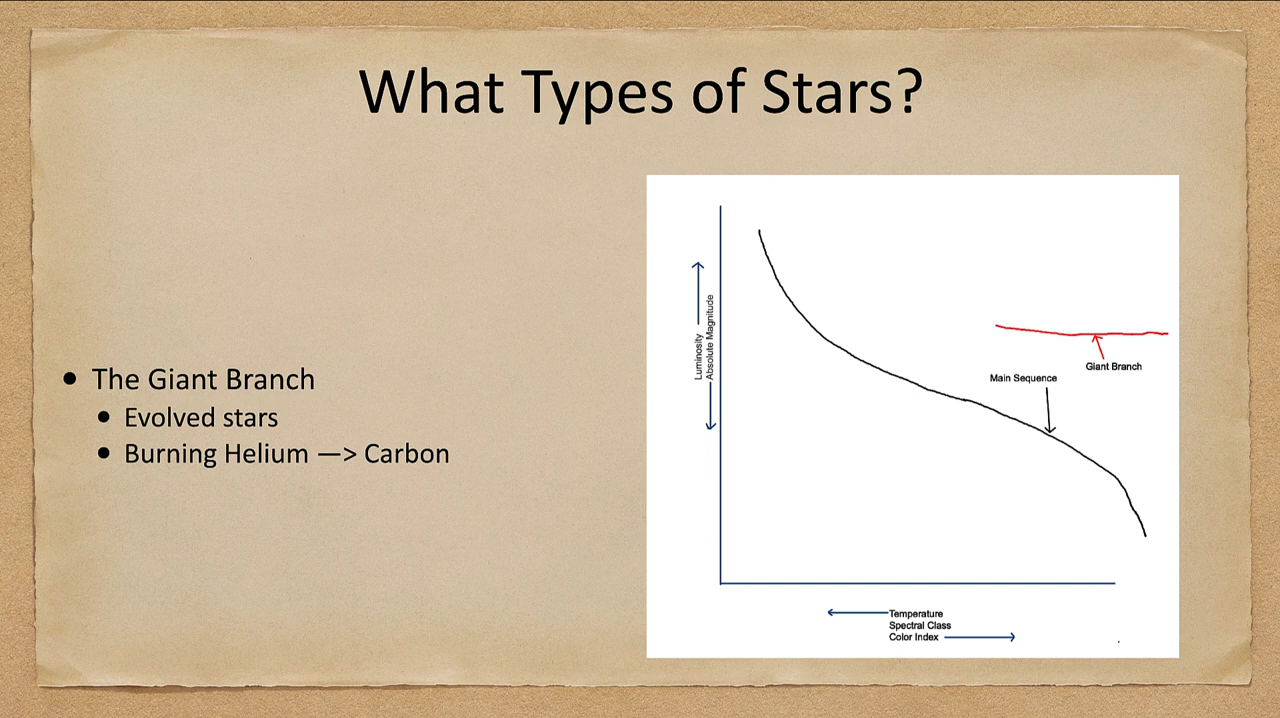 What Types of Stars?
• The Giant Branch
• Evolved stars
• Burning Helium —> Carbon
Luminosity
Absolute Magnitude
Giant Branch
Main Sequence
Temperature
Spectral Class
Color Index